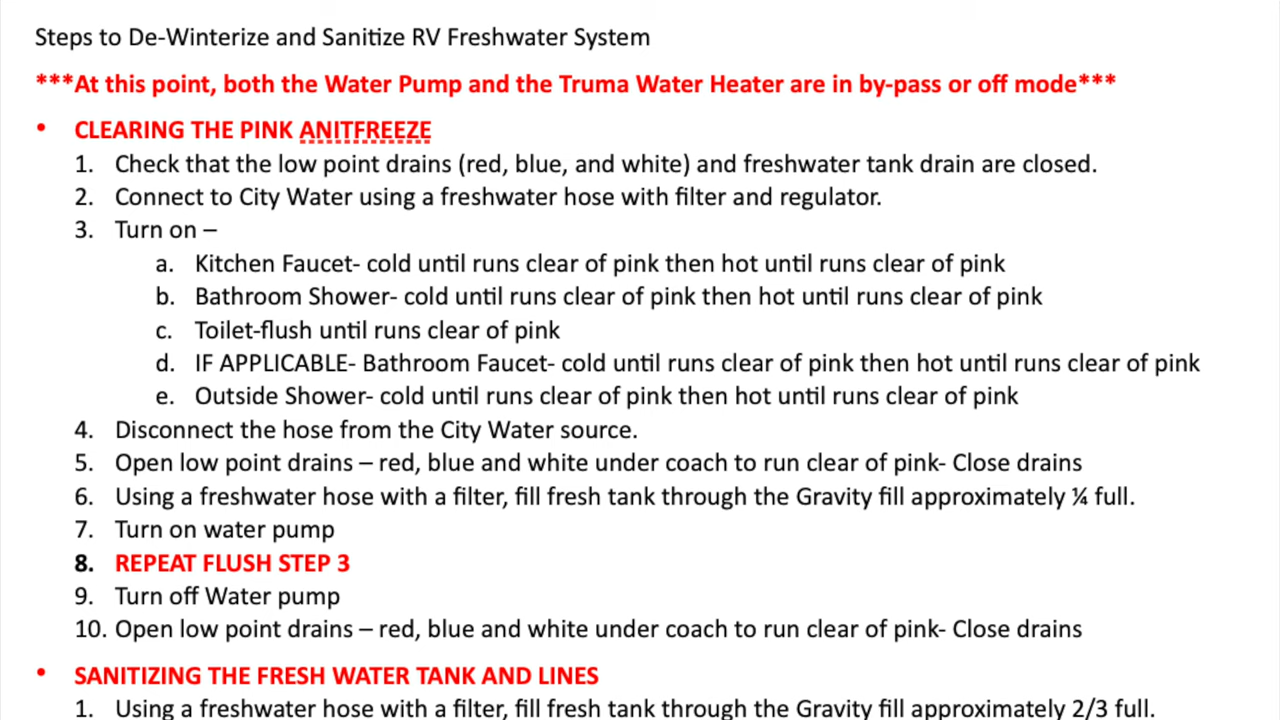 Steps to De-Winterize and Sanitize RV Freshwater System
***At this point, both the Water Pump and the Truma Water Heater are in by-pass or off mode***
• CLEARING THE PINK ANITFREEZE
1. Check that the low point drains (red, blue, and white) and freshwater tank drain are closed.
2. Connect to City Water using a freshwater hose with filter and regulator.
3. Turn on –
a. Kitchen Faucet- cold until runs clear of pink then hot until runs clear of pink
b. Bathroom Shower- cold until runs clear of pink then hot until runs clear of pink
c. Toilet-flush until runs clear of pink
d. IF APPLICABLE- Bathroom Faucet- cold until runs clear of pink then hot until runs clear of pink
e. Outside Shower- cold until runs clear of pink then hot until runs clear of pink
4. Disconnect the hose from the City Water source.
5. Open low point drains – red, blue and white under coach to run clear of pink- Close drains
6. Using a freshwater hose with a filter, fill fresh tank through the Gravity fill approximately ¼ full.
7. Turn on water pump
8. REPEAT FLUSH STEP 3
9. Turn off Water pump
10. Open low point drains – red, blue and white under coach to run clear of pink- Close drains
• SANITIZING THE FRESH WATER TANK AND LINES
1. Using a freshwater hose with a filter, fill fresh tank through the Gravity fill approximately 2/3 full.